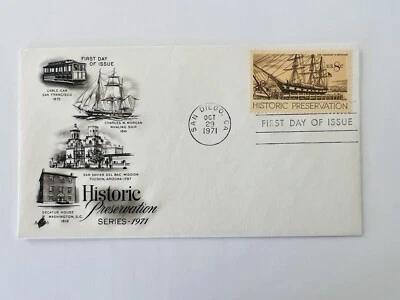 FIRST DAY
OF ISSUE
CABLE CAR
SAN FRANCISCO
1873
CHARLES W. MORGAN
WHALING SHIP
1841
SAN XAVIER DEL BAC MISSION
TUCSON, ARIZONA-1797
DECATUR HOUSE
WASHINGTON, D.C.
1818
Historic
Preservation
SERIES-1971
SAN DIEGO, CA
OCT
29
1971
U.S. 8c
HISTORIC PRESERVATION
FIRST DAY OF ISSUE